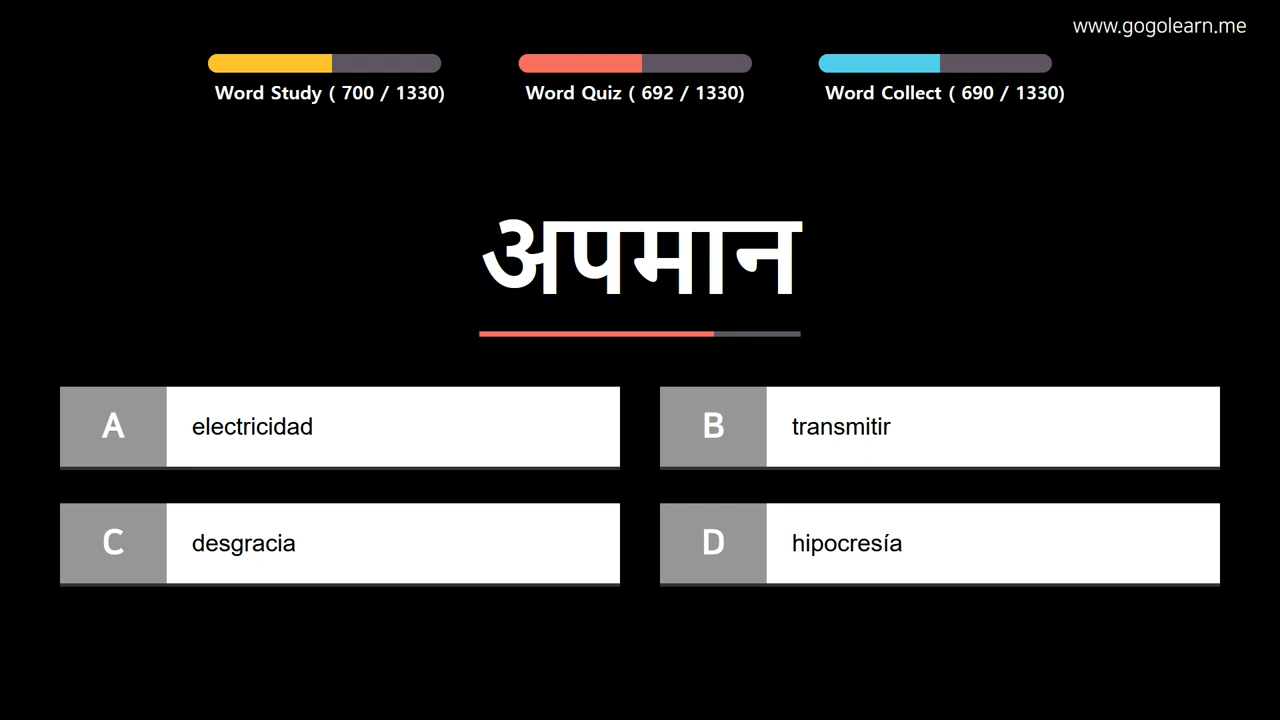 www.gogolearn.me
Word Study ( 700 / 1330)
Word Quiz ( 692 / 1330)
Word Collect ( 690 / 1330)
अपमान
A
electricidad
B
transmitir
C
desgracia
D
hipocresía